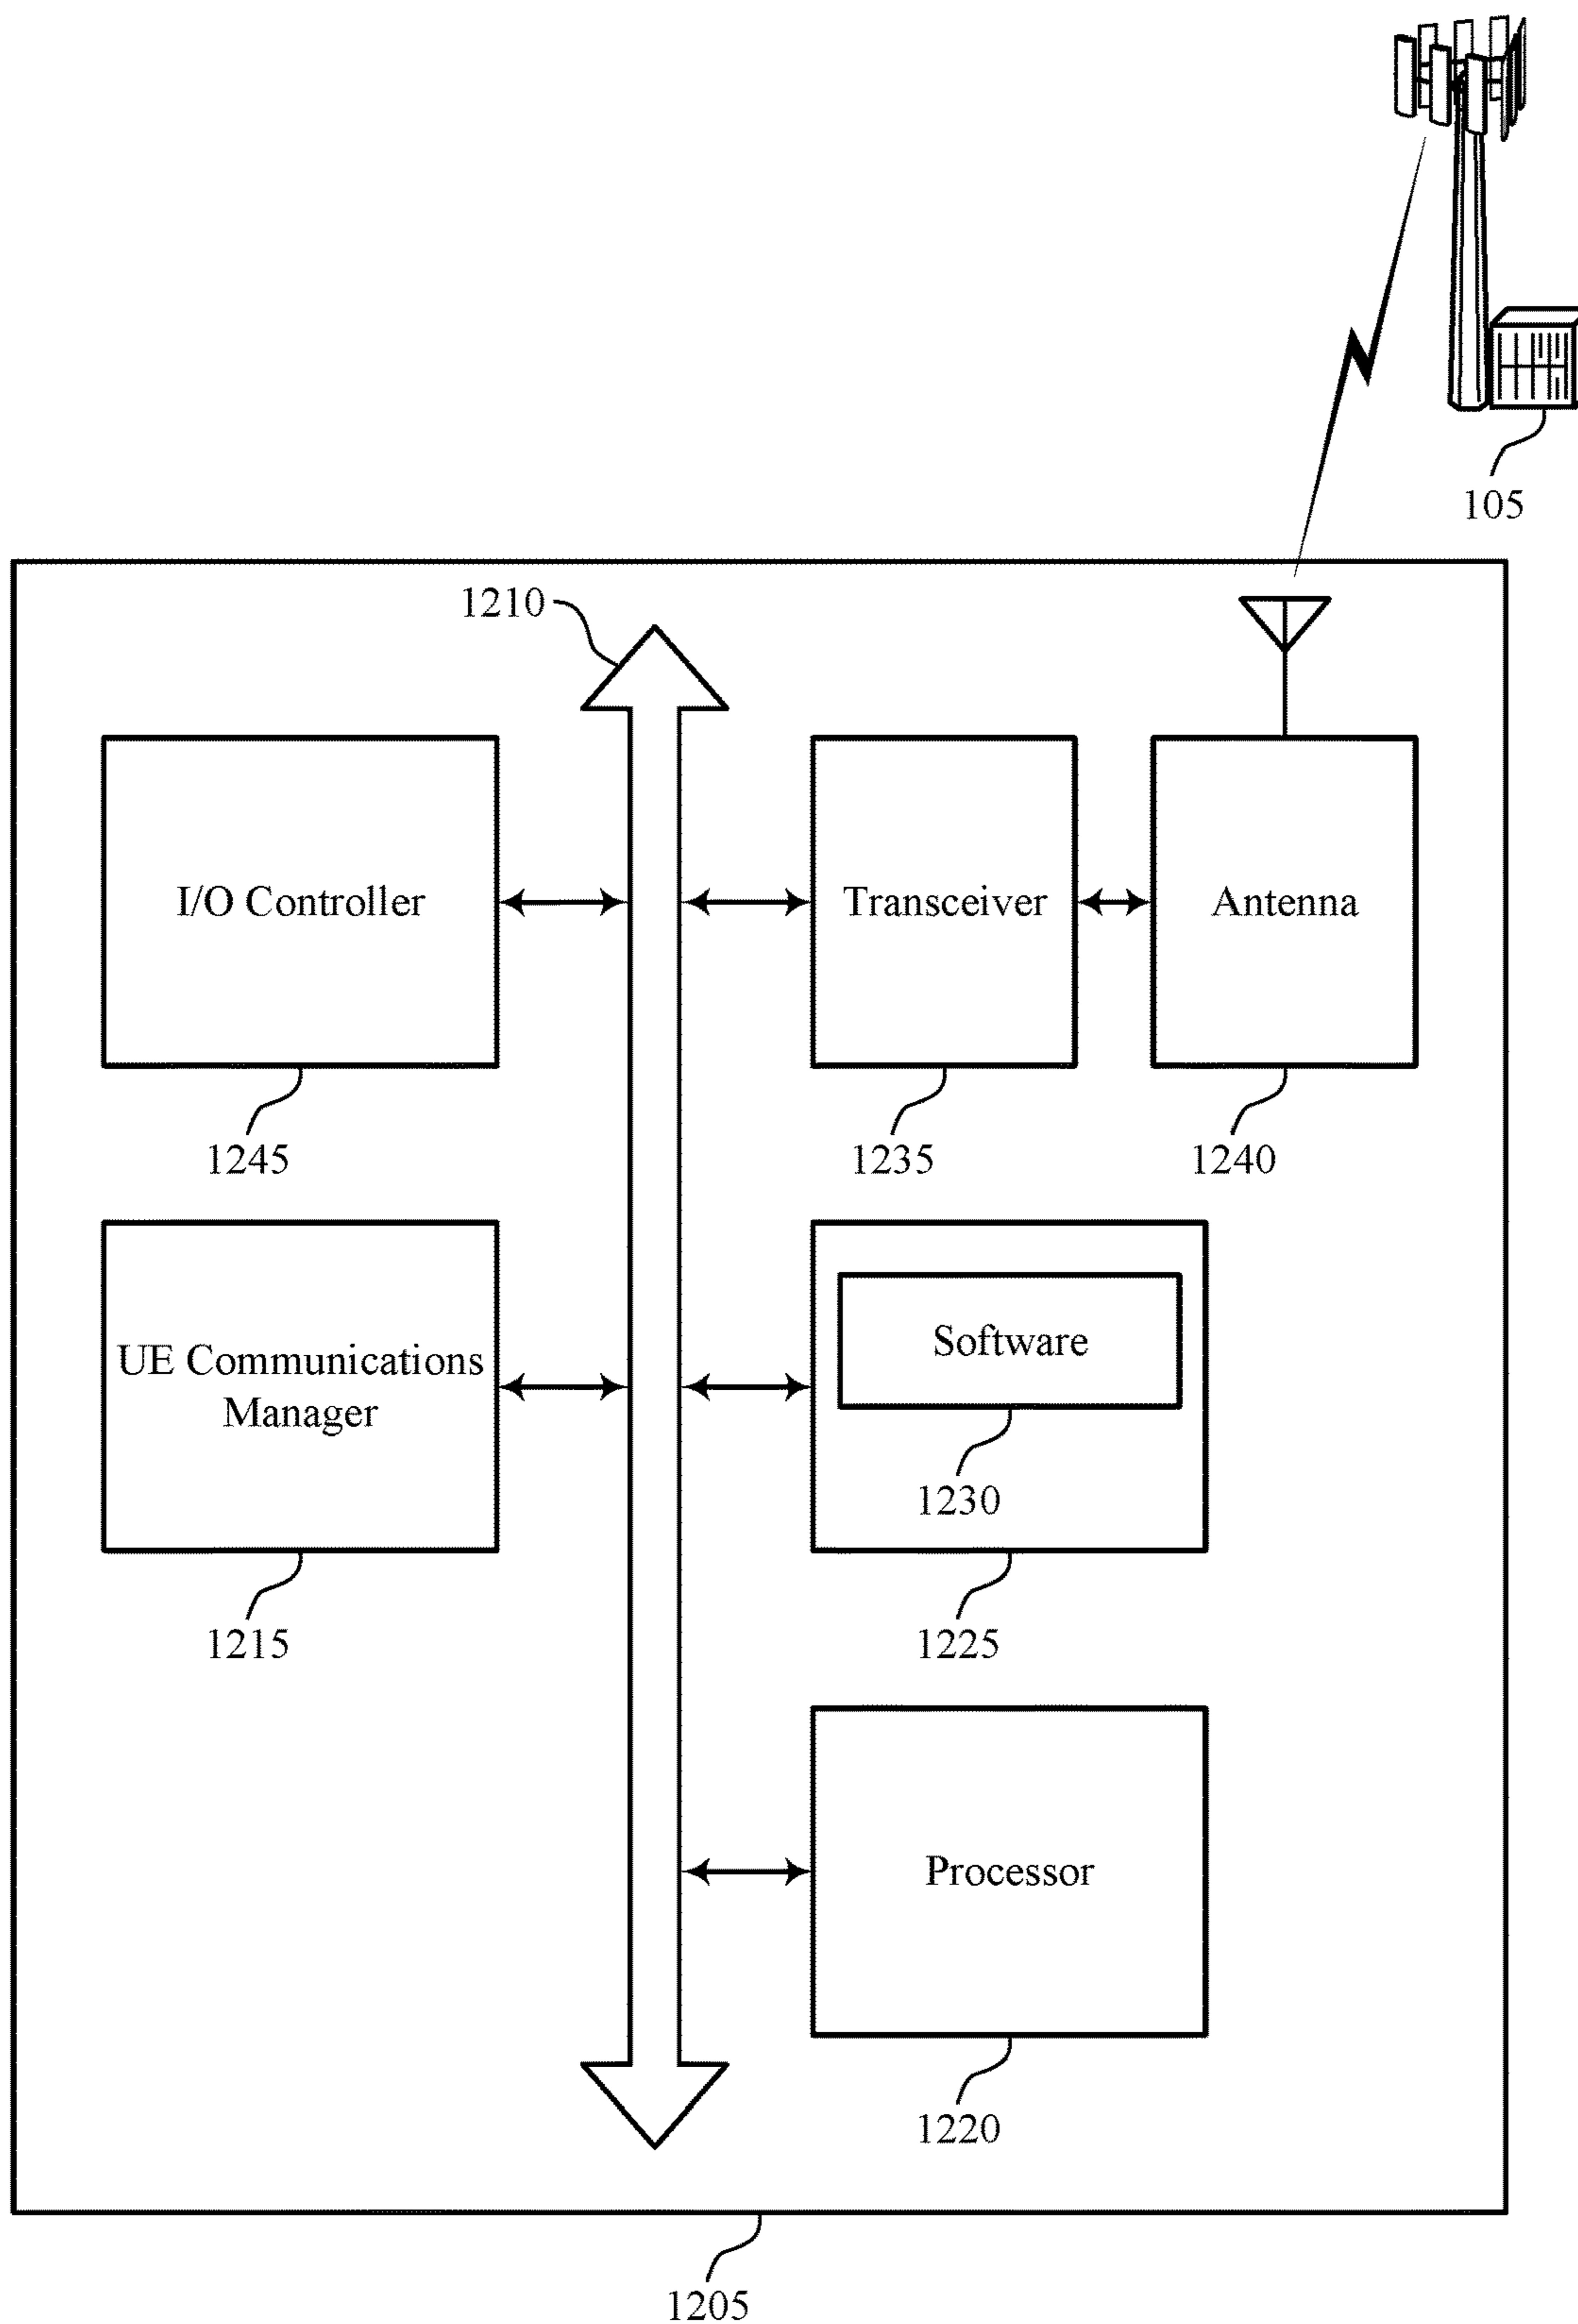 105
1210
I/O Controller
Transceiver
Antenna
1245
1235
1240
UE Communications
Manager
Software
1230
1215
1225
Processor
1220
1205